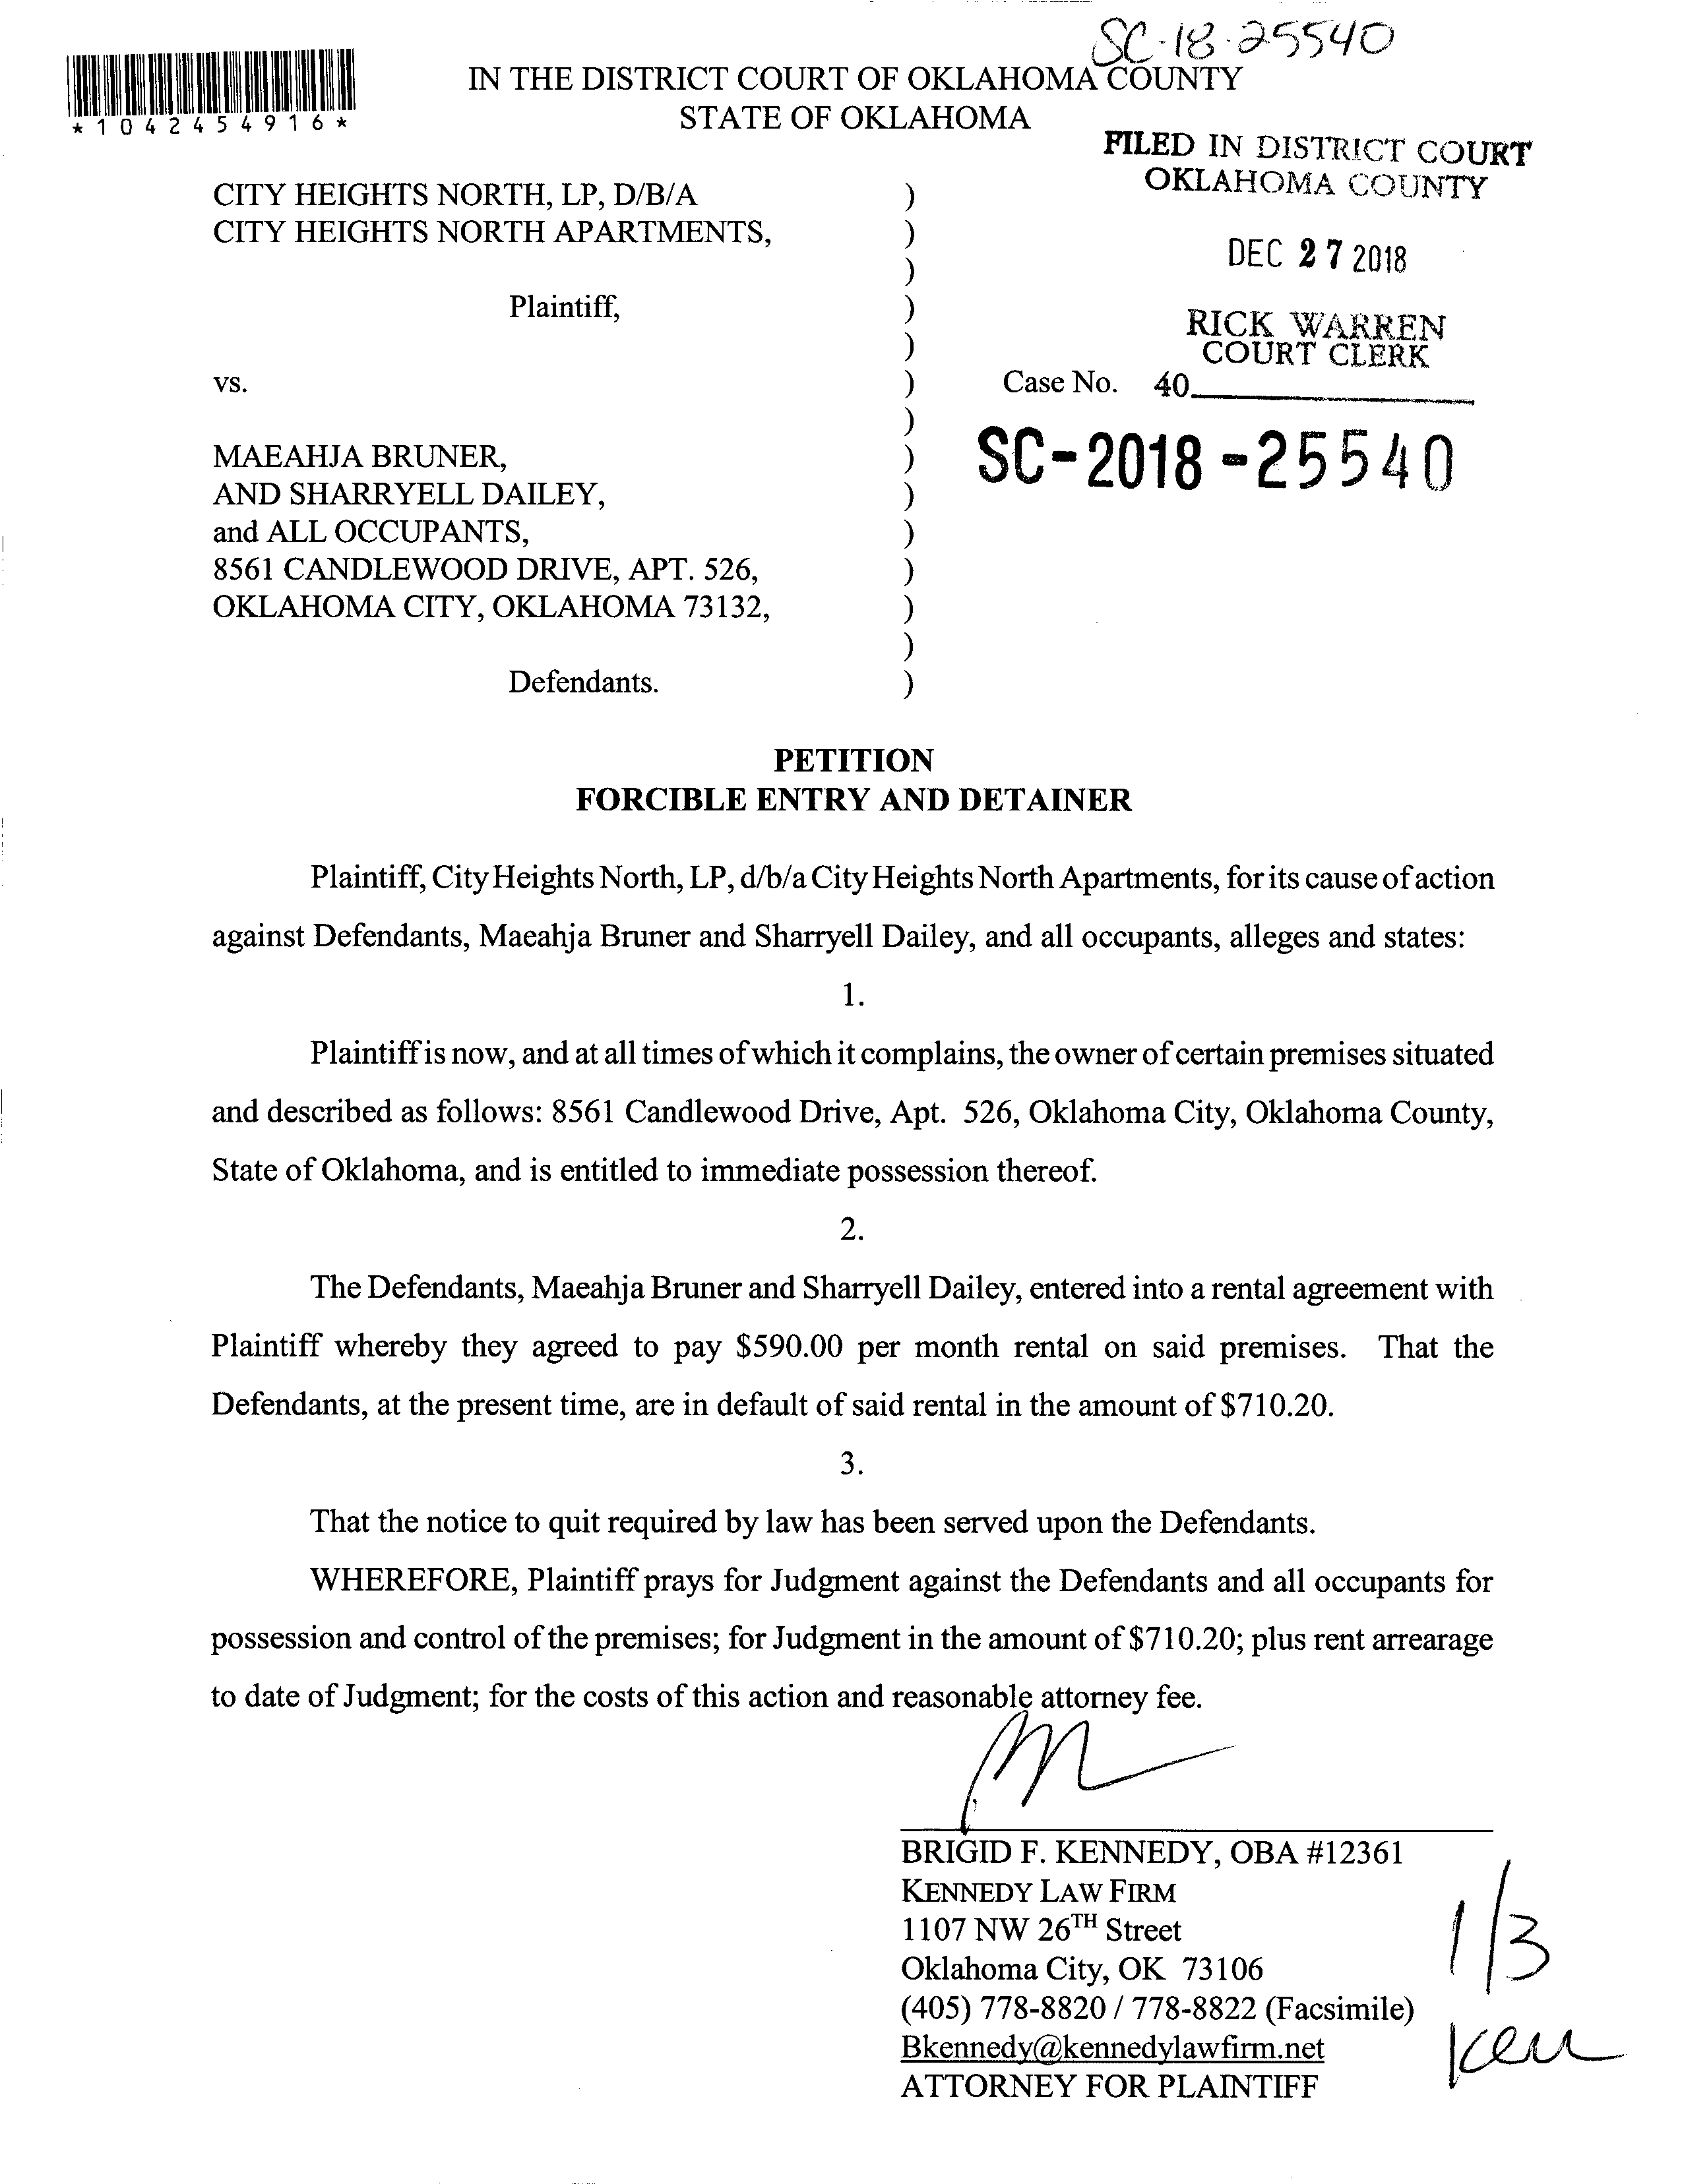 SC-18-25540
*1042454916*
IN THE DISTRICT COURT OF OKLAHOMA COUNTY
STATE OF OKLAHOMA
FILED IN DISTRICT COURT
OKLAHOMA COUNTY
DEC 27 2018
RICK WARREN
COURT CLERK
40
CITY HEIGHTS NORTH, LP, D/B/A )
CITY HEIGHTS NORTH APARTMENTS, )
)
Plaintiff, )
)
vs. ) Case No.
)
MAEAHJA BRUNER, ) SC-2018-25540
AND SHARRYELL DAILEY, )
and ALL OCCUPANTS, )
8561 CANDLEWOOD DRIVE, APT. 526, )
OKLAHOMA CITY, OKLAHOMA 73132, )
)
Defendants. )
PETITION
FORCIBLE ENTRY AND DETAINER
Plaintiff, City Heights North, LP, d/b/a City Heights North Apartments, for its cause of action
against Defendants, Maeahja Bruner and Sharryell Dailey, and all occupants, alleges and states:
1.
Plaintiff is now, and at all times of which it complains, the owner of certain premises situated
and described as follows: 8561 Candlewood Drive, Apt. 526, Oklahoma City, Oklahoma County,
State of Oklahoma, and is entitled to immediate possession thereof.
2.
The Defendants, Maeahja Bruner and Sharryell Dailey, entered into a rental agreement with
Plaintiff whereby they agreed to pay $590.00 per month rental on said premises. That the
Defendants, at the present time, are in default of said rental in the amount of $710.20.
3.
That the notice to quit required by law has been served upon the Defendants.
WHEREFORE, Plaintiff prays for Judgment against the Defendants and all occupants for
possession and control of the premises; for Judgment in the amount of $710.20; plus rent arrearage
to date of Judgment; for the costs of this action and reasonable attorney fee.
BRIGID F. KENNEDY, OBA #12361
KENNEDY LAW FIRM
1107 NW 26TH Street
Oklahoma City, OK 73106
(405) 778-8820 / 778-8822 (Facsimile)
Bkennedy@kennedylawfirm.net
ATTORNEY FOR PLAINTIFF
1/3